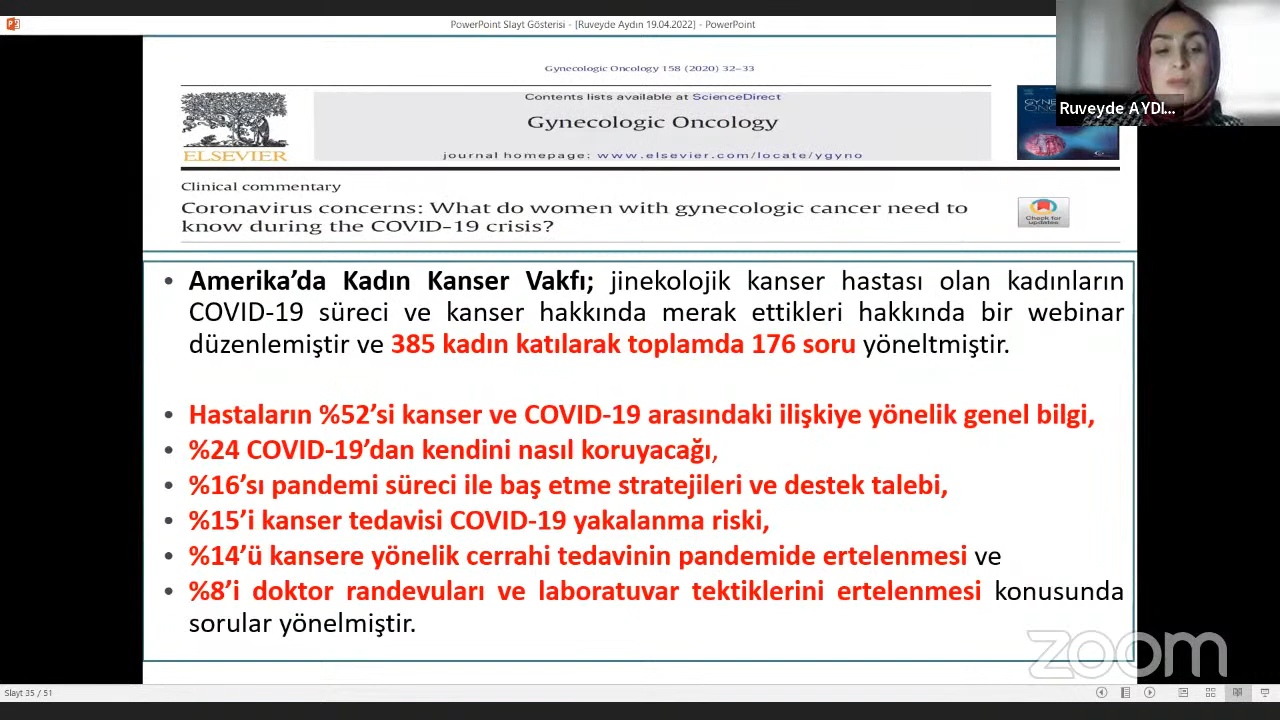 PowerPoint Slayt Gösterisi - [Ruveyde Aydın 19.04.2022] - PowerPoint
Ruveyde AYDI...
Gynecologic Oncology 158 (2020) 32–33
Contents lists available at ScienceDirect
Gynecologic Oncology
journal homepage: www.elsevier.com/locate/ygyno
ELSEVIER
Clinical commentary
Coronavirus concerns: What do women with gynecologic cancer need to
know during the COVID-19 crisis?
Check for
updates
• Amerika’da Kadın Kanser Vakfı; jinekolojik kanser hastası olan kadınların
COVID-19 süreci ve kanser hakkında merak ettikleri hakkında bir webinar
düzenlemiştir ve 385 kadın katılarak toplamda 176 soru yöneltmiştir.
• Hastaların %52’si kanser ve COVID-19 arasındaki ilişkiye yönelik genel bilgi,
• %24 COVID-19’dan kendini nasıl koruyacağı,
• %16’sı pandemi süreci ile baş etme stratejileri ve destek talebi,
• %15’i kanser tedavisi COVID-19 yakalanma riski,
• %14’ü kansere yönelik cerrahi tedavinin pandemide ertelenmesi ve
• %8’i doktor randevuları ve laboratuvar tektiklerini ertelenmesi konusunda
sorular yönelmiştir.
zoom
Slayt 35 / 51